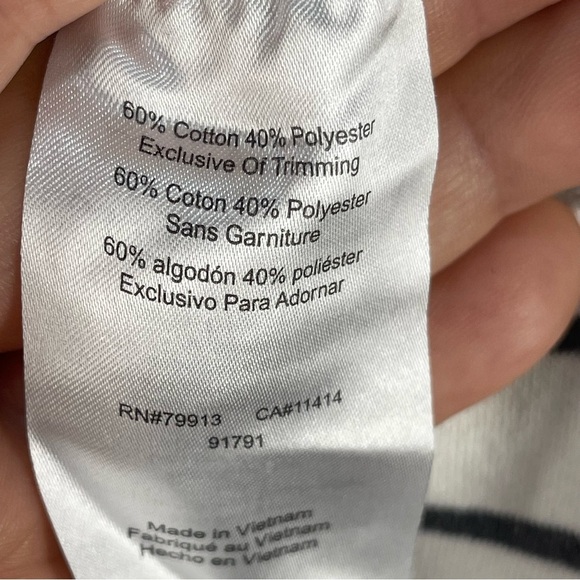 60% Cotton 40% Polyester
Exclusive Of Trimming
60% Coton 40% Polyester
Sans Garniture
60% algodón 40% poliéster
Exclusivo Para Adornar
RN#79913 CA#11414
91791
Made in Vietnam
Fabriqué au Vietnam
Hecho en Vietnam